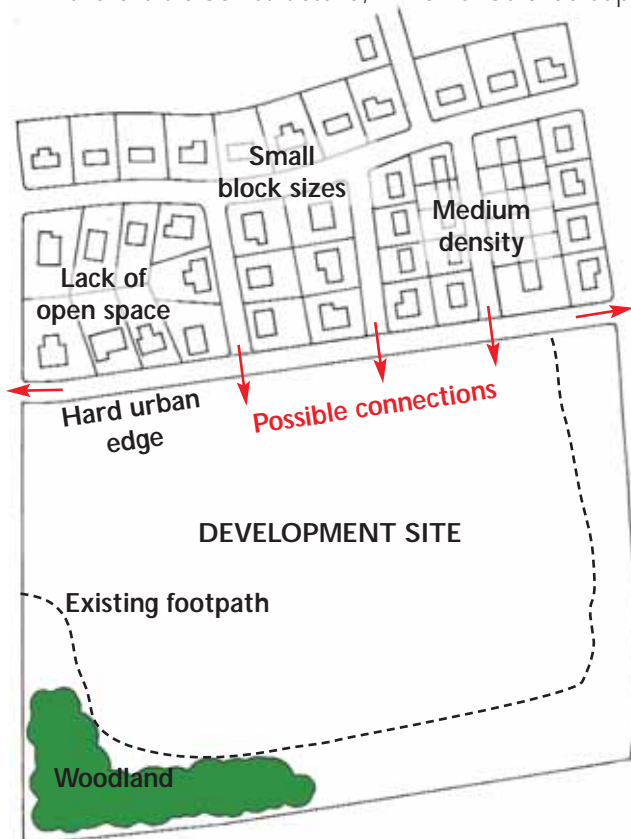 Small
block sizes
Medium
density
Lack of
open space
Hard urban
edge
Possible connections
DEVELOPMENT SITE
Existing footpath
Woodland